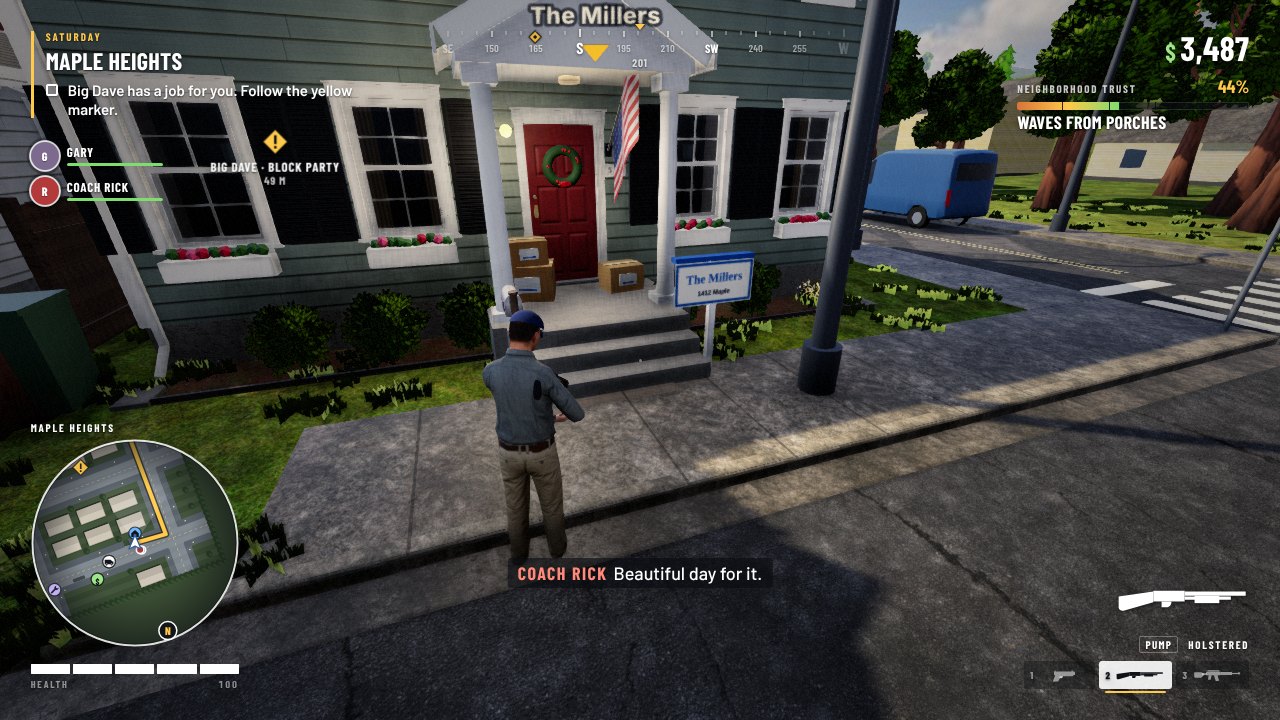 The Millers
SE 150 165 S 195 210 SW 240 255 W
201
SATURDAY
MAPLE HEIGHTS
Big Dave has a job for you. Follow the yellow
marker.
G GARY
R COACH RICK
BIG DAVE · BLOCK PARTY
49 M
$3,487
NEIGHBORHOOD TRUST 44%
WAVES FROM PORCHES
The Millers
1412 Maple
MAPLE HEIGHTS
N
COACH RICK Beautiful day for it.
HEALTH 100
PUMP HOLSTERED
1 2 3